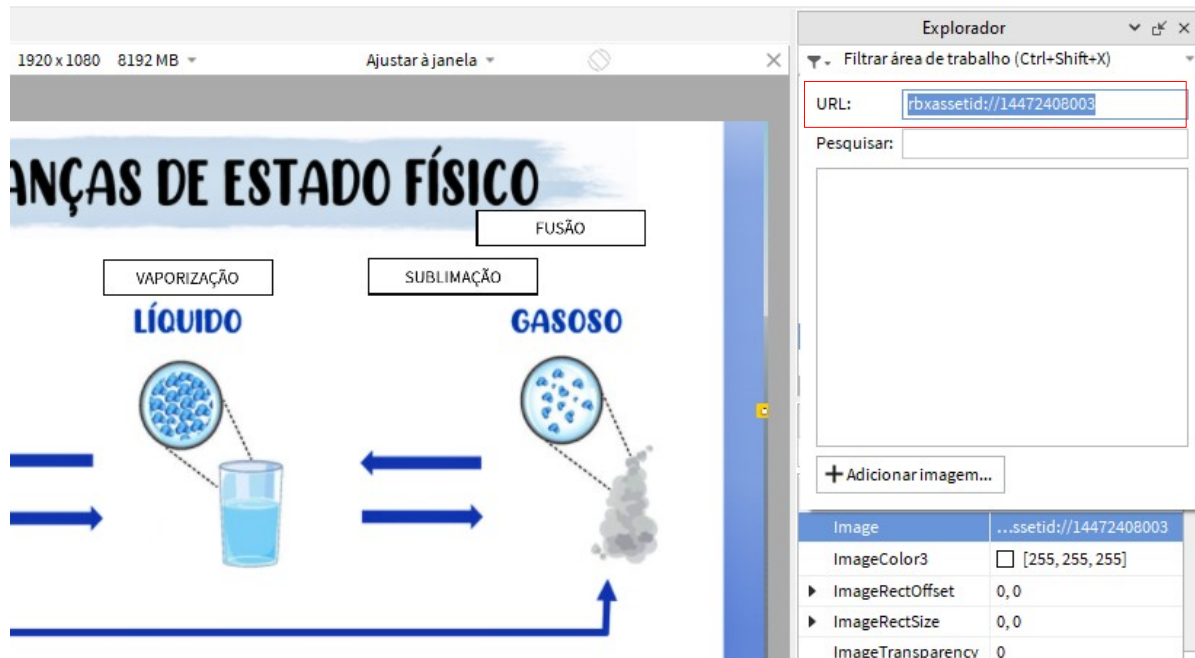 Explorador
1920 x 1080 8192 MB Ajustar à janela
Filtrar área de trabalho (Ctrl+Shift+X)
URL: rbxassetid://14472408003
Pesquisar:
ANÇAS DE ESTADO FÍSICO
FUSÃO
VAPORIZAÇÃO
SUBLIMAÇÃO
LÍQUIDO
GASOSO
Adicionar imagem...
Image ...ssetid://14472408003
ImageColor3 [255, 255, 255]
ImageRectOffset 0, 0
ImageRectSize 0, 0
ImageTransparency 0